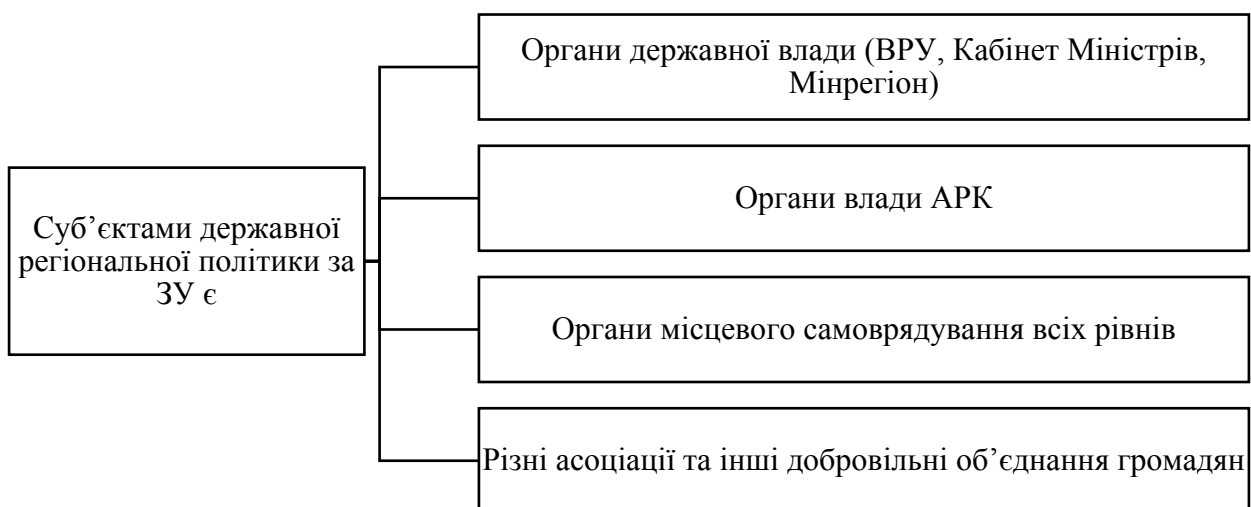 Суб’єктами державної
регіональної політики за
ЗУ є
Органи державної влади (ВРУ, Кабінет Міністрів,
Мінрегіон)
Органи влади АРК
Органи місцевого самоврядування всіх рівнів
Різні асоціації та інші добровільні об’єднання громадян